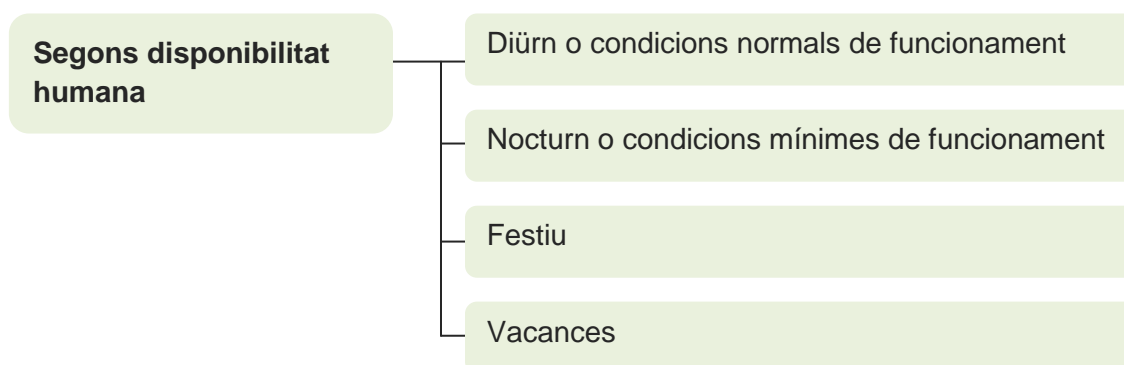 Segons disponibilitat
humana
Diürn o condicions normals de funcionament
Nocturn o condicions mínimes de funcionament
Festiu
Vacances